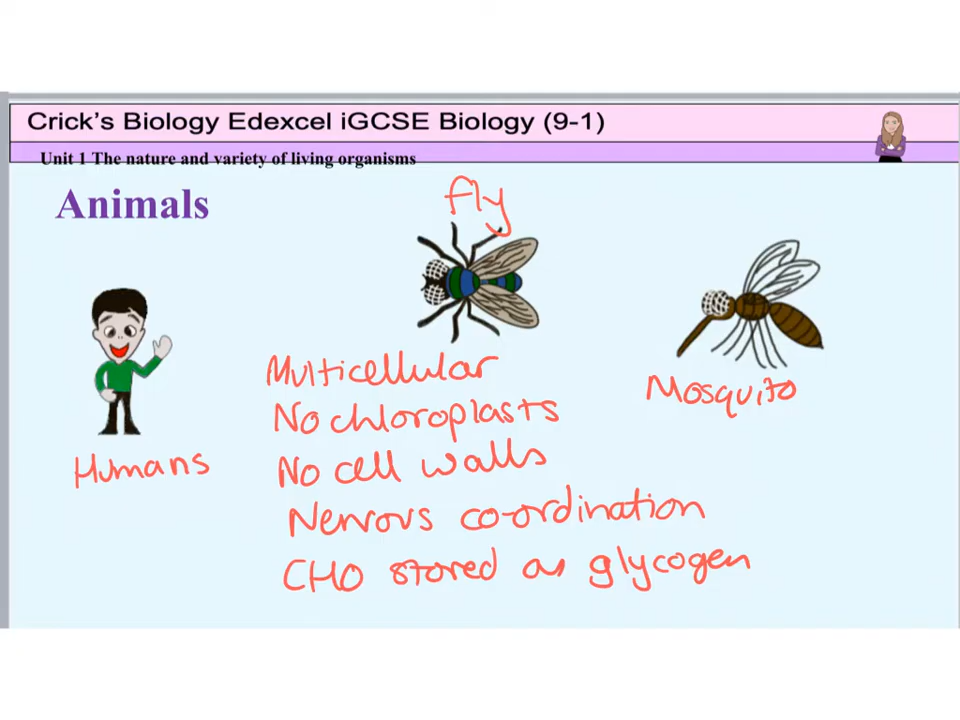 Crick's Biology Edexcel iGCSE Biology (9-1)
Unit 1 The nature and variety of living organisms
Animals
fly
Multicellular
No chloroplasts
No cell walls
Nervous co-ordination
CHO stored as glycogen
Mosquito
Humans